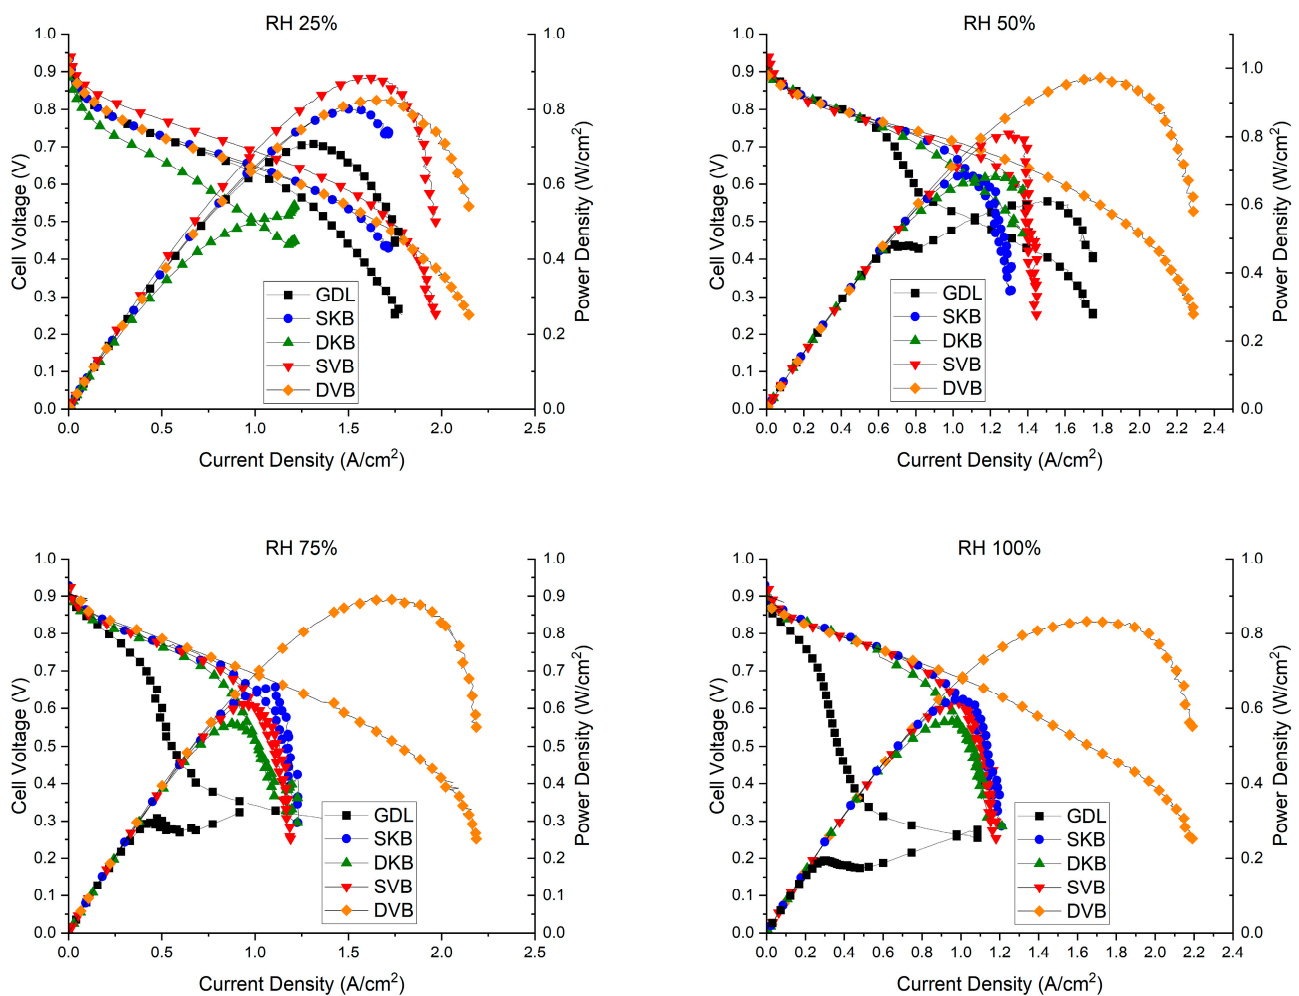 RH 25%
1.0
0.9
0.8
0.7
0.6
0.5
0.4
0.3
0.2
0.1
0.0
Cell Voltage (V)
1.0
0.8
0.6
0.4
0.2
0.0
Power Density (W/cm²)
GDL
SKB
DKB
SVB
DVB
0.0 0.5 1.0 1.5 2.0 2.5
Current Density (A/cm²)
RH 50%
1.0
0.9
0.8
0.7
0.6
0.5
0.4
0.3
0.2
0.1
0.0
Cell Voltage (V)
1.0
0.8
0.6
0.4
0.2
0.0
Power Density (W/cm²)
GDL
SKB
DKB
SVB
DVB
0.0 0.2 0.4 0.6 0.8 1.0 1.2 1.4 1.6 1.8 2.0 2.2 2.4
Current Density (A/cm²)
RH 75%
1.0
0.9
0.8
0.7
0.6
0.5
0.4
0.3
0.2
0.1
0.0
Cell Voltage (V)
1.0
0.9
0.8
0.7
0.6
0.5
0.4
0.3
0.2
0.1
0.0
Power Density (W/cm²)
GDL
SKB
DKB
SVB
DVB
0.0 0.5 1.0 1.5 2.0 2.5
Current Density (A/cm²)
RH 100%
1.0
0.9
0.8
0.7
0.6
0.5
0.4
0.3
0.2
0.1
0.0
Cell Voltage (V)
1.0
0.8
0.6
0.4
0.2
0.0
Power Density (W/cm²)
GDL
SKB
DKB
SVB
DVB
0.0 0.2 0.4 0.6 0.8 1.0 1.2 1.4 1.6 1.8 2.0 2.2 2.4
Current Density (A/cm²)